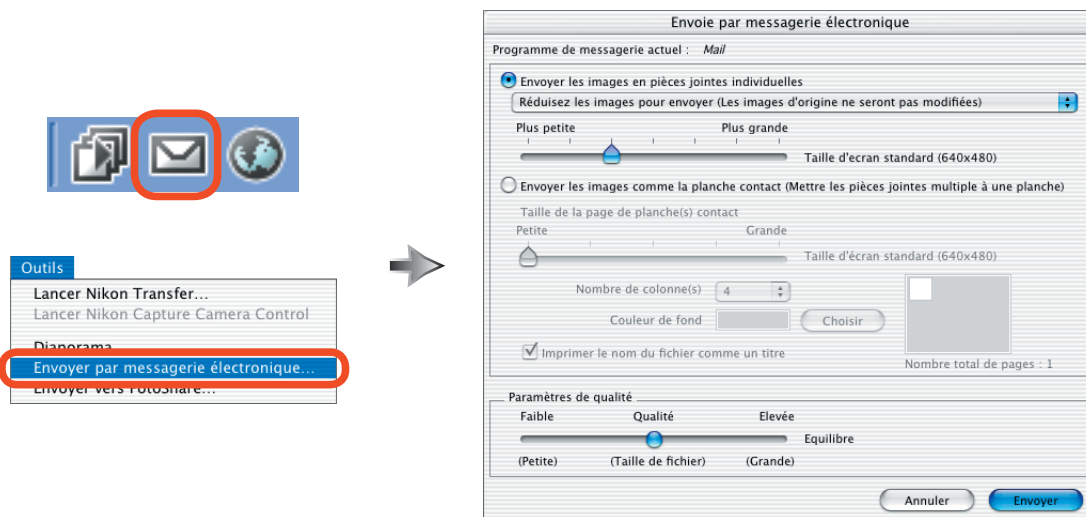 Outils
Lancer Nikon Transfer...
Lancer Nikon Capture Camera Control
Diaporama...
Envoyer par messagerie électronique...
Envoyer vers FotoShare...
Envoie par messagerie électronique
Programme de messagerie actuel : Mail
Envoyer les images en pièces jointes individuelles
Réduisez les images pour envoyer (Les images d'origine ne seront pas modifiées)
Plus petite Plus grande
Taille d'ecran standard (640x480)
Envoyer les images comme la planche contact (Mettre les pièces jointes multiple à une planche)
Taille de la page de planche(s) contact
Petite Grande
Taille d'écran standard (640x480)
Nombre de colonne(s) 4
Couleur de fond Choisir
Imprimer le nom du fichier comme un titre
Nombre total de pages : 1
Paramètres de qualité
Faible Qualité Elevée
Equilibre
(Petite) (Taille de fichier) (Grande)
Annuler Envoyer